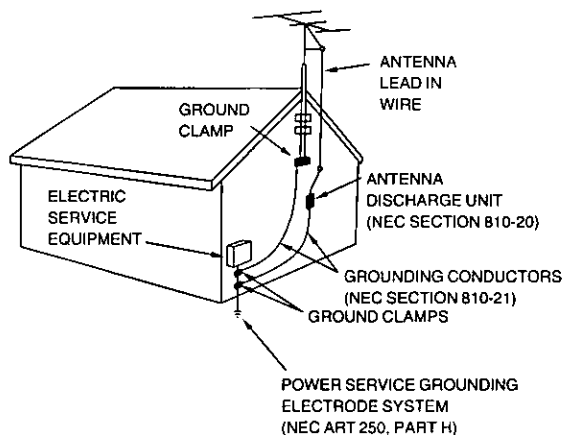 ANTENNA
LEAD IN
WIRE
GROUND
CLAMP
ANTENNA
DISCHARGE UNIT
(NEC SECTION 810-20)
ELECTRIC
SERVICE
EQUIPMENT
GROUNDING CONDUCTORS
(NEC SECTION 810-21)
GROUND CLAMPS
POWER SERVICE GROUNDING
ELECTRODE SYSTEM
(NEC ART 250, PART H)